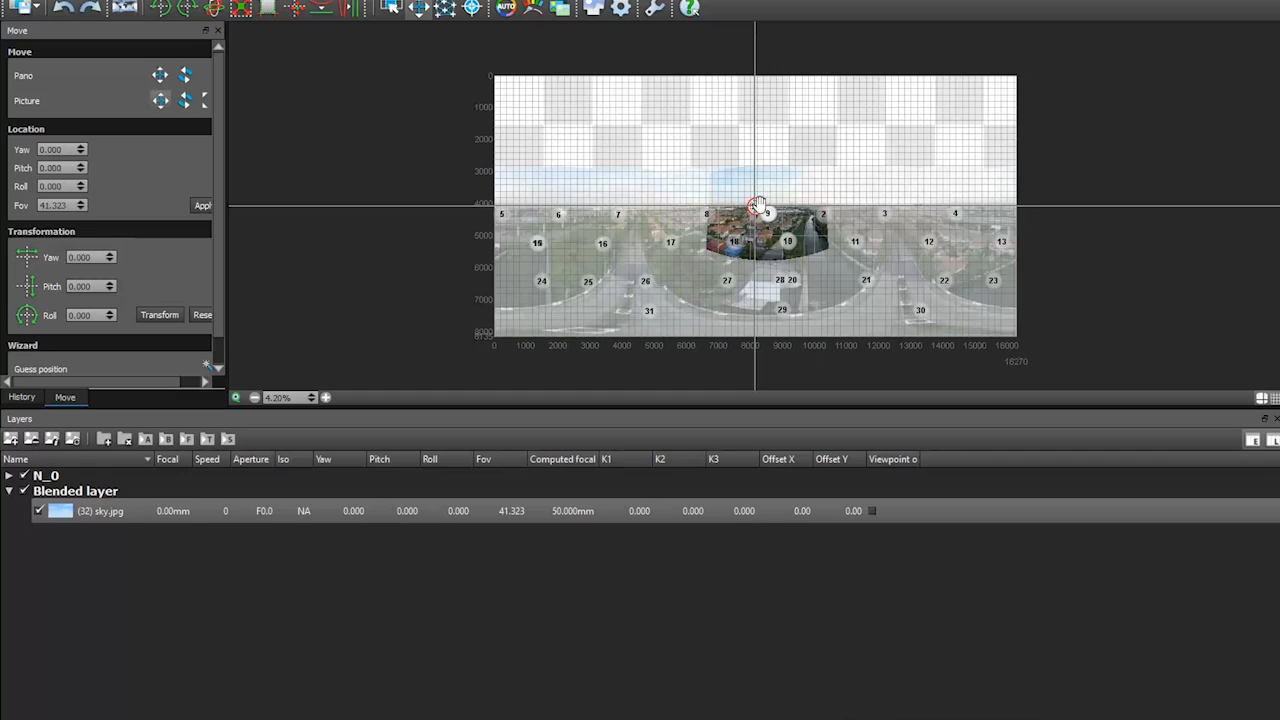 AUTO
Move
Move
Pano
Picture
Location
Yaw 0.000
Pitch 0.000
Roll 0.000
Fov 41.323
Appl
Transformation
Yaw 0.000
Pitch 0.000
Roll 0.000 Transform Rese
Wizard
Guess position
History Move
0
1000
2000
3000
4000
5000
6000
7000
8000
8135
5 6 7 8 9 2 3 4
16 17 18 10 11 12 13
24 25 26 27 28 20 21 22 23
31 29 30
0 1000 2000 3000 4000 5000 6000 7000 8000 9000 10000 11000 12000 13000 14000 15000 16000
16270
4.20%
Layers
A B F T S E L
Name Focal Speed Aperture Iso Yaw Pitch Roll Fov Computed focal K1 K2 K3 Offset X Offset Y Viewpoint o
N_0
Blended layer
(32) sky.jpg 0.00mm 0 F0.0 NA 0.000 0.000 0.000 41.323 50.000mm 0.000 0.000 0.000 0.00 0.00